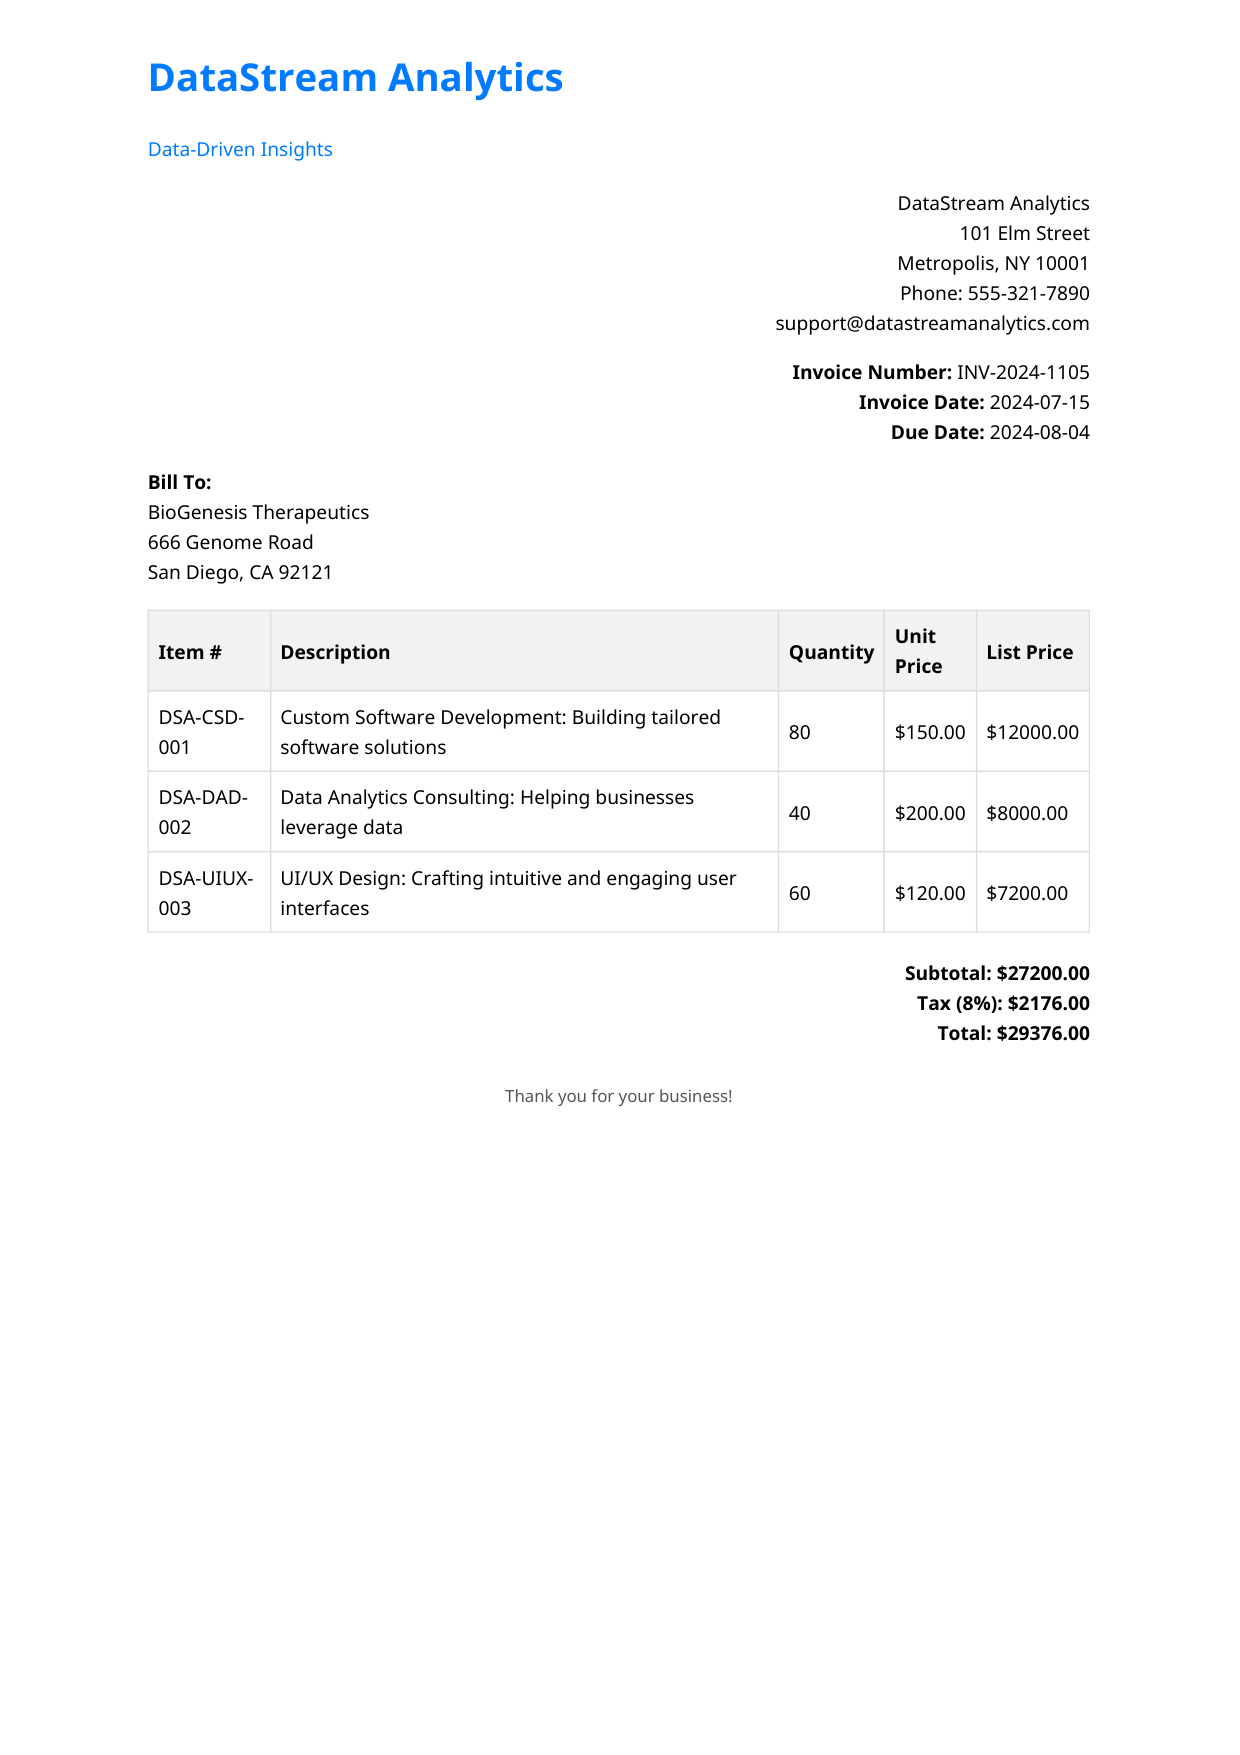 DataStream Analytics
Data-Driven Insights
DataStream Analytics
101 Elm Street
Metropolis, NY 10001
Phone: 555-321-7890
support@datastreamanalytics.com
Invoice Number: INV-2024-1105
Invoice Date: 2024-07-15
Due Date: 2024-08-04
Bill To:
BioGenesis Therapeutics
666 Genome Road
San Diego, CA 92121
Item # Description Quantity Unit Price List Price
DSA-CSD-001 Custom Software Development: Building tailored software solutions 80 $150.00 $12000.00
DSA-DAD-002 Data Analytics Consulting: Helping businesses leverage data 40 $200.00 $8000.00
DSA-UIUX-003 UI/UX Design: Crafting intuitive and engaging user interfaces 60 $120.00 $7200.00
Subtotal: $27200.00
Tax (8%): $2176.00
Total: $29376.00
Thank you for your business!